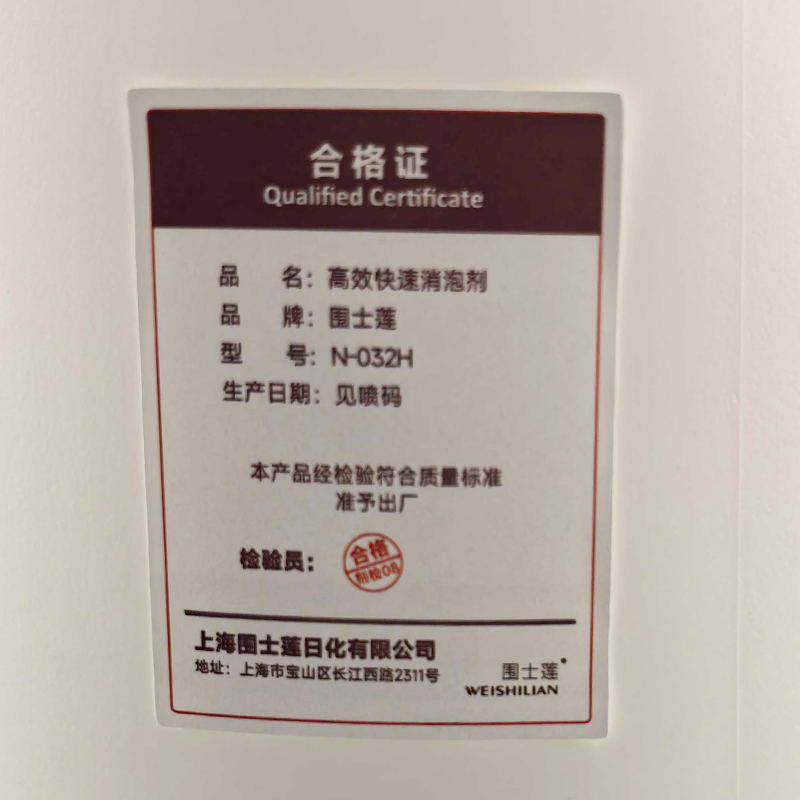 合格证
Qualified Certificate
品 名：高效快速消泡剂
品 牌：围士莲
型 号：N-032H
生产日期：见喷码
本产品经检验符合质量标准
准予出厂
检验员：
合格
剂检08
上海围士莲日化有限公司
地址：上海市宝山区长江西路2311号
围士莲
WEISHILIAN